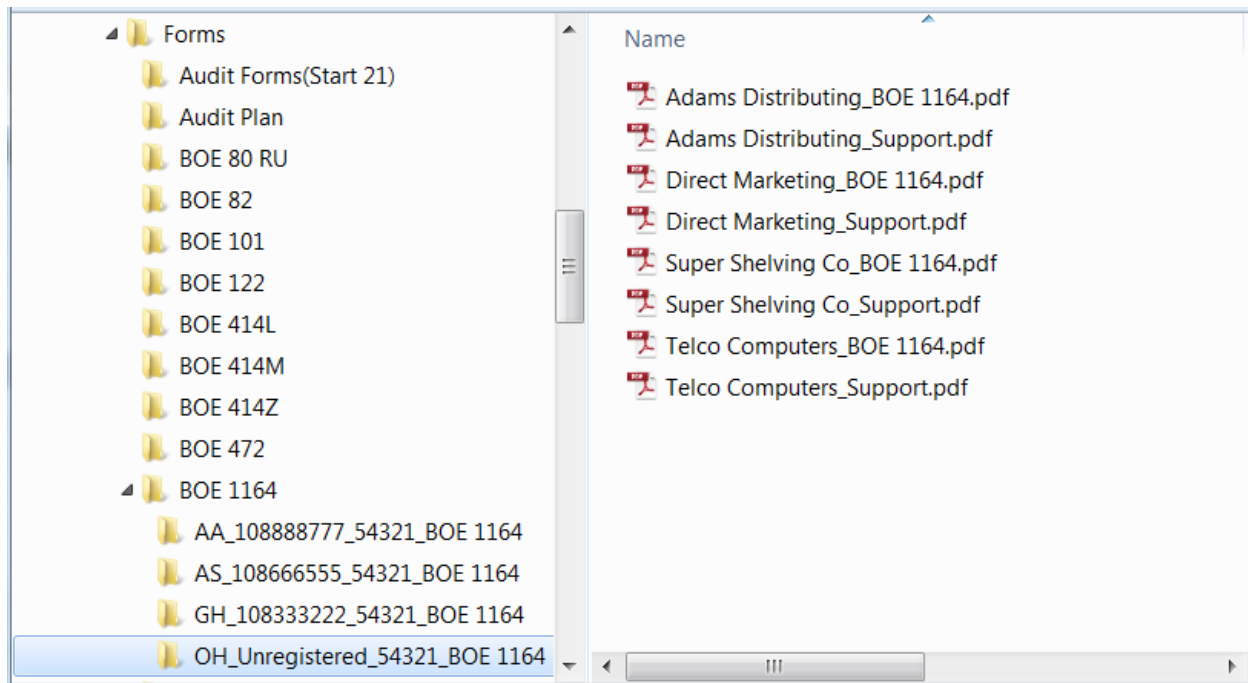 Forms
Audit Forms(Start 21)
Audit Plan
BOE 80 RU
BOE 82
BOE 101
BOE 122
BOE 414L
BOE 414M
BOE 414Z
BOE 472
BOE 1164
AA_108888777_54321_BOE 1164
AS_108666555_54321_BOE 1164
GH_108333222_54321_BOE 1164
OH_Unregistered_54321_BOE 1164
Name
Adams Distributing_BOE 1164.pdf
Adams Distributing_Support.pdf
Direct Marketing_BOE 1164.pdf
Direct Marketing_Support.pdf
Super Shelving Co_BOE 1164.pdf
Super Shelving Co_Support.pdf
Telco Computers_BOE 1164.pdf
Telco Computers_Support.pdf